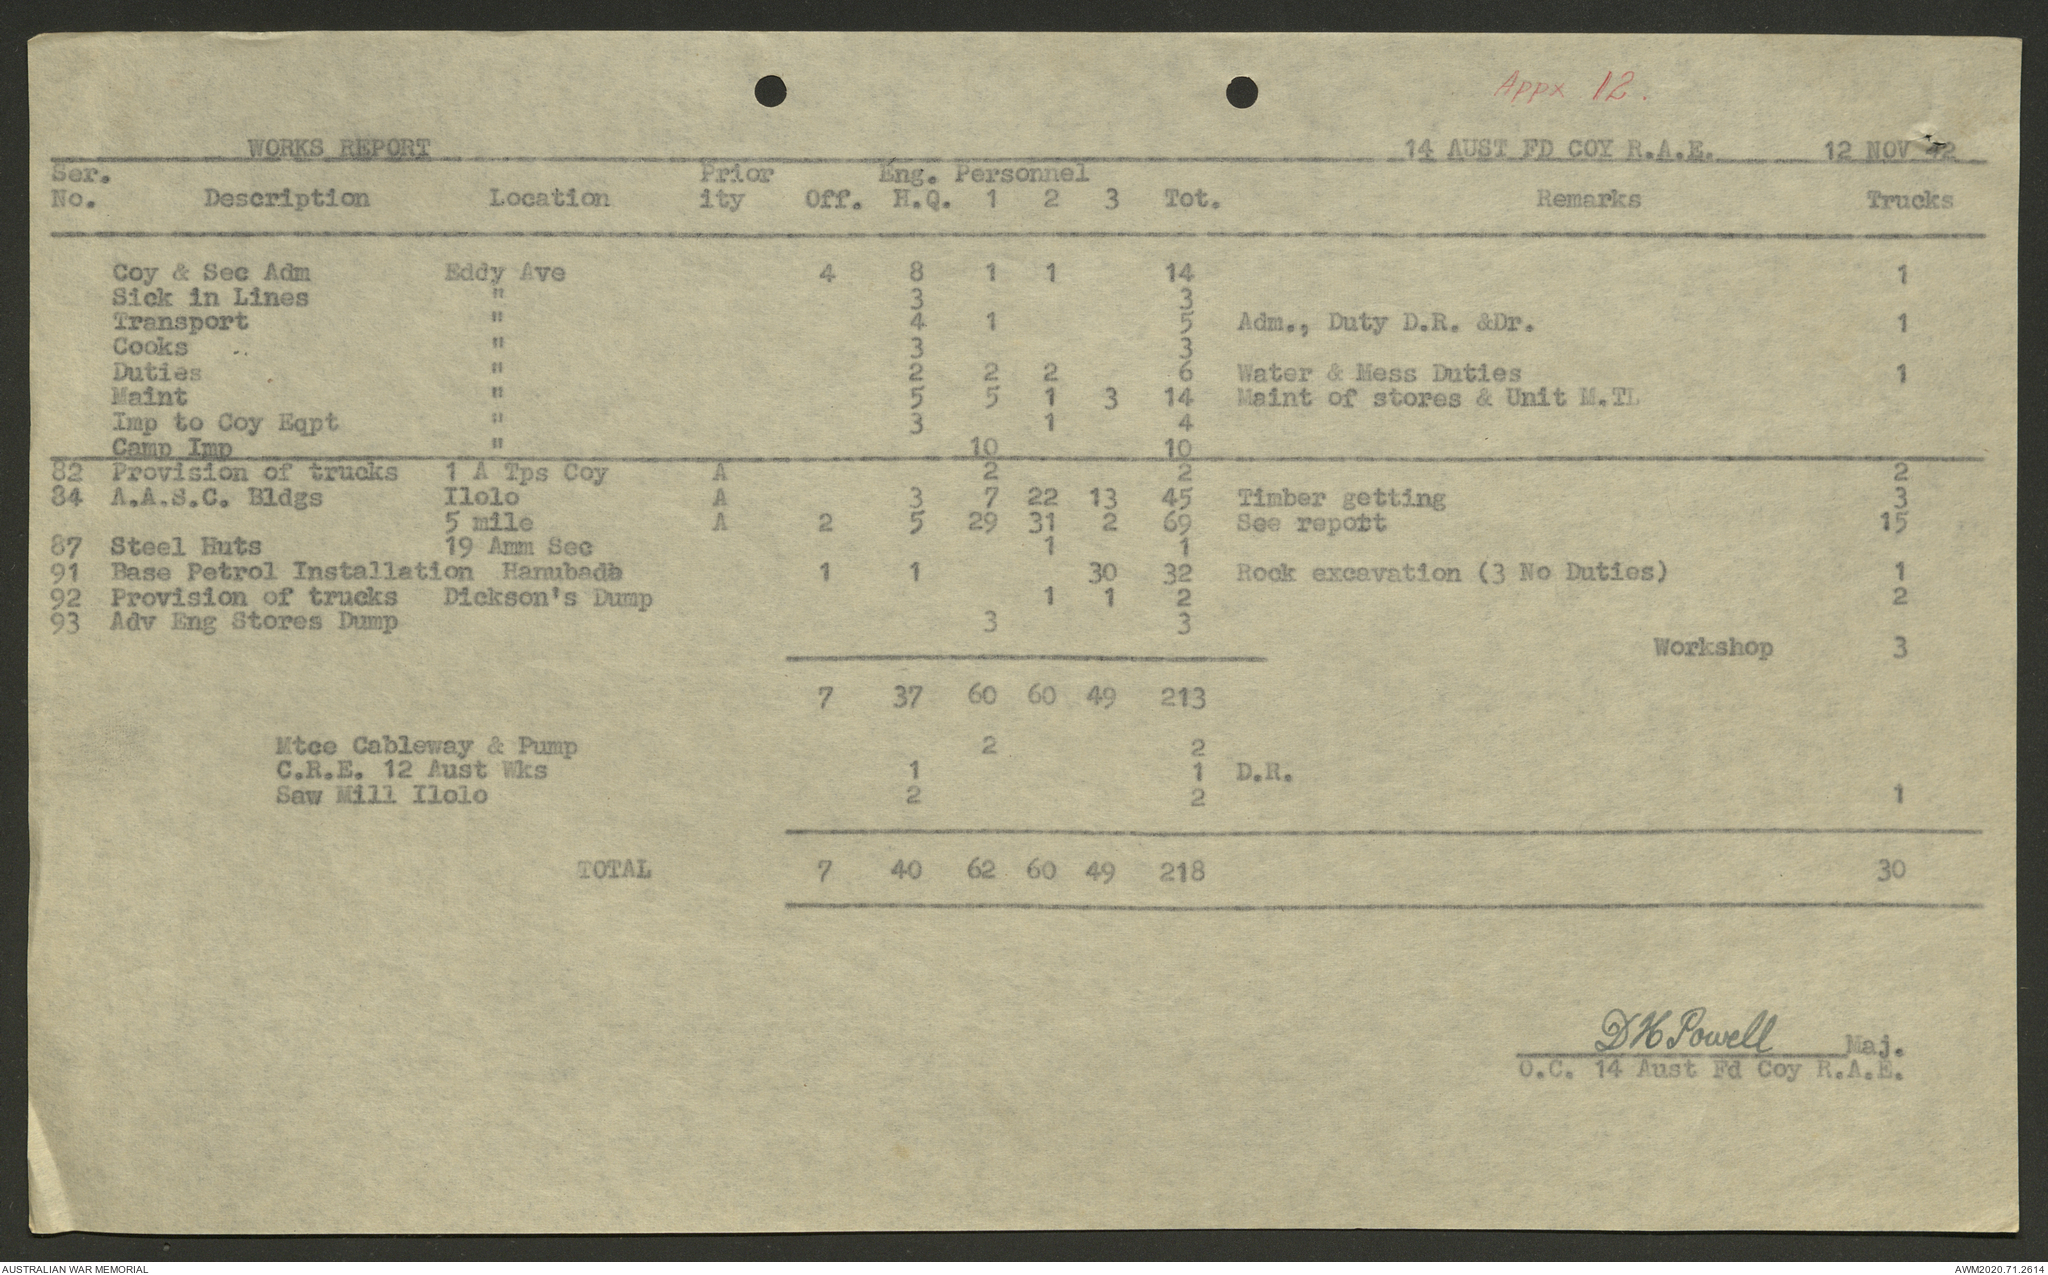 Appx 12.
WORKS REPORT 14 AUST FD COY R.A.E. 12 NOV 42
Ser. Prior Eng. Personnel
No. Description Location ity Off. H.Q. 1 2 3 Tot. Remarks Trucks
Coy & Sec Adm Eddy Ave 4 8 1 1 14 1
Sick in Lines " 3 3
Transport " 4 1 5 Adm., Duty D.R. &Dr. 1
Cooks " 3 3
Duties " 2 2 2 6 Water & Mess Duties 1
Maint " 5 5 1 3 14 Maint of stores & Unit M.T.
Imp to Coy Eqpt " 3 1 4
Camp Imp " 10 10
82 Provision of trucks 1 A Tps Coy A 2 2 2
84 A.A.S.C. Bldgs Ilolo A 3 7 22 13 45 Timber getting 3
5 mile A 2 5 29 31 2 69 See report 15
87 Steel Huts 19 Amm Sec 1 1
91 Base Petrol Installation Hanubada 1 1 30 32 Rock excavation (3 No Duties) 1
92 Provision of trucks Dickson's Dump 1 1 2 2
93 Adv Eng Stores Dump 3 3
Workshop 3
7 37 60 60 49 213
Mtce Cableway & Pump 2 2
C.R.E. 12 Aust Wks 1 1 D.R.
Saw Mill Ilolo 2 2 1
TOTAL 7 40 62 60 49 218 30
D H Powell Maj.
O.C. 14 Aust Fd Coy R.A.E.
AUSTRALIAN WAR MEMORIAL AWM2020.71.2614